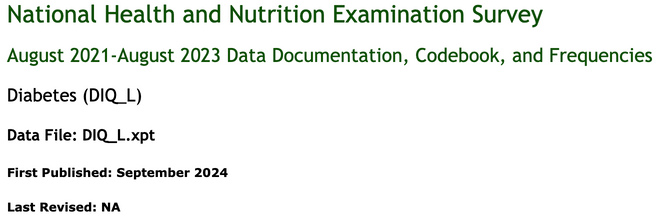 National Health and Nutrition Examination Survey
August 2021-August 2023 Data Documentation, Codebook, and Frequencies
Diabetes (DIQ_L)
Data File: DIQ_L.xpt
First Published: September 2024
Last Revised: NA